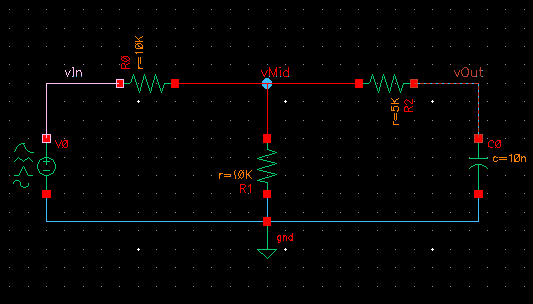 vIn
R0
r=10K
vMid
r=5K
R2
vOut
V0
r=10K
R1
C0
c=10n
gnd